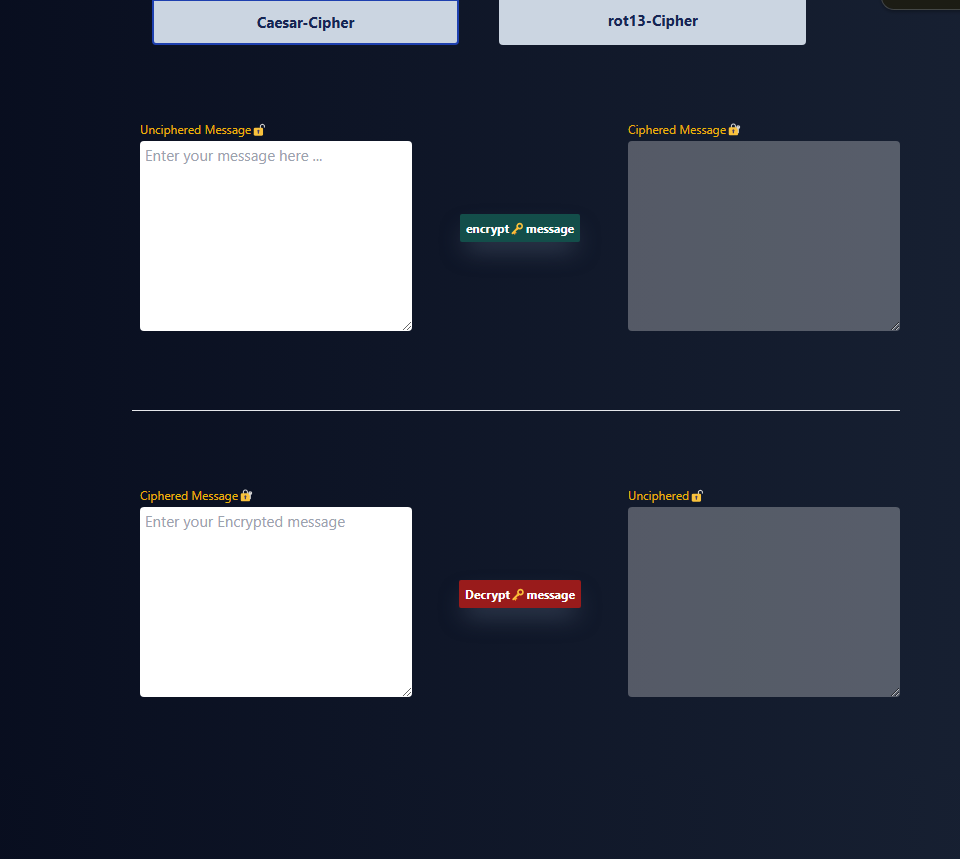 Caesar-Cipher
rot13-Cipher
Unciphered Message🔓
Ciphered Message🔐
Enter your message here ...
encrypt🔑message
Ciphered Message🔐
Unciphered🔓
Enter your Encrypted message
Decrypt🔑message